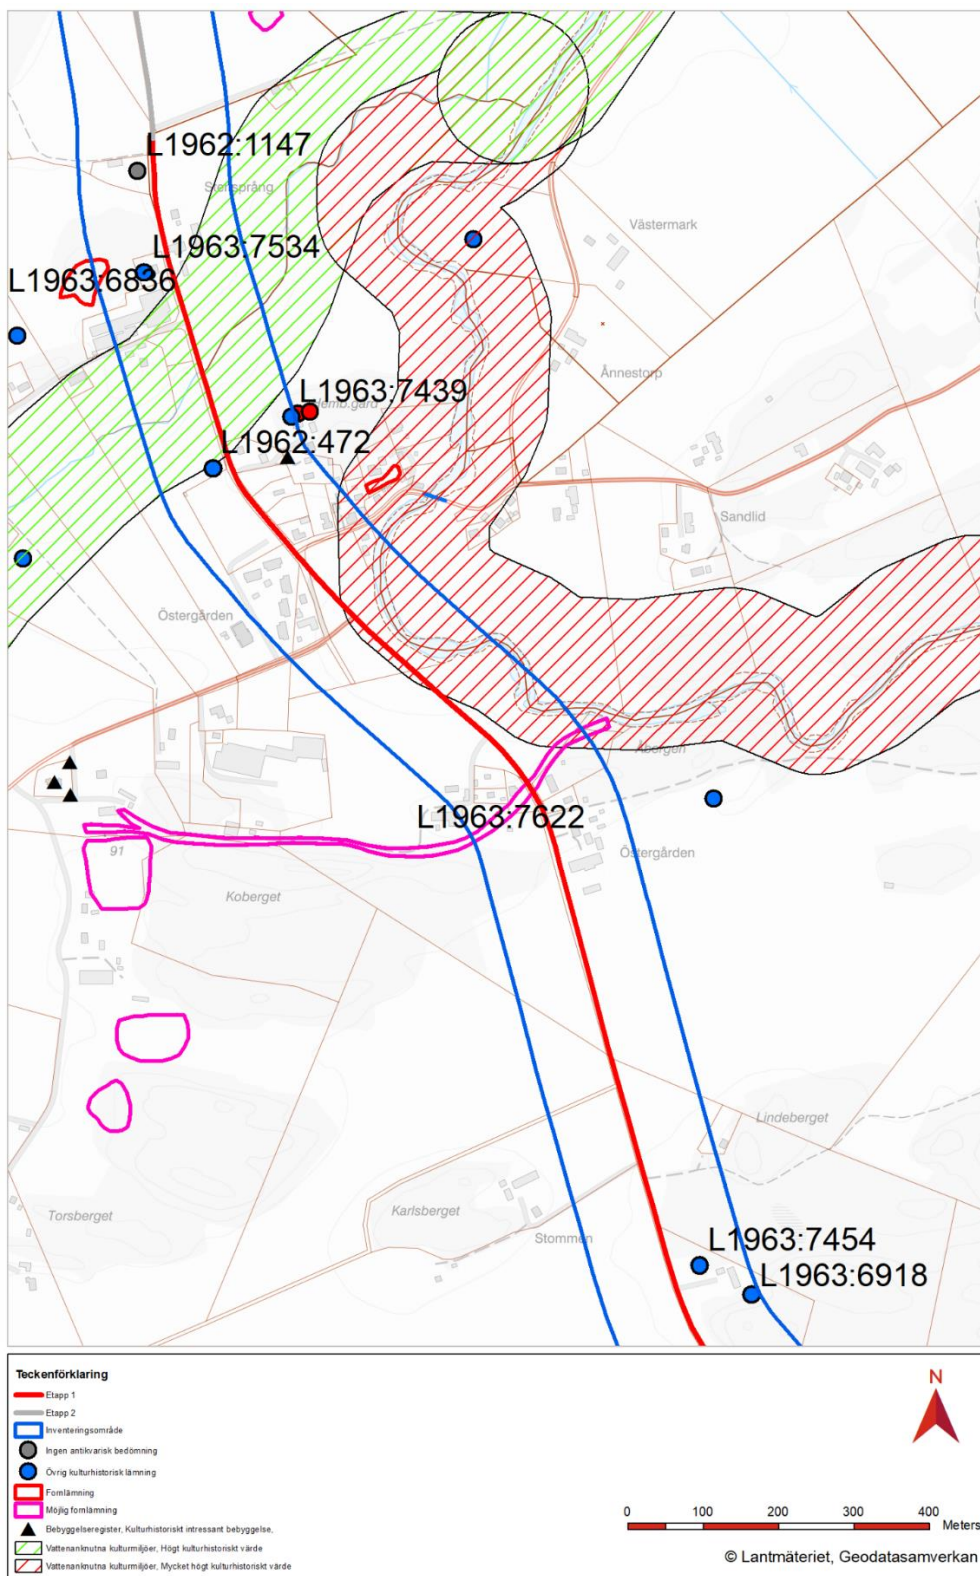 L1962:1147
Stensprång
L1963:7534
L1963:6836
Västermark
Ånnestorp
L1963:7439
Hemb.gård
L1962:472
Sandlid
Östergården
Åbergen
L1963:7622
Östergården
91
Koberget
Lindeberget
Torsberget
Karlsberget
Stommen
L1963:7454
L1963:6918
Teckenförklaring
Etapp 1
Etapp 2
Inventeringsområde
Ingen antikvarisk bedömning
Övrig kulturhistorisk lämning
Fornlämning
Möjlig fornlämning
Bebyggelseregister, Kulturhistoriskt intressant bebyggelse,
Vattenanknutna kulturmiljöer, Högt kulturhistoriskt värde
Vattenanknutna kulturmiljöer, Mycket högt kulturhistoriskt värde
N
0 100 200 300 400
Meters
© Lantmäteriet, Geodatasamverkan